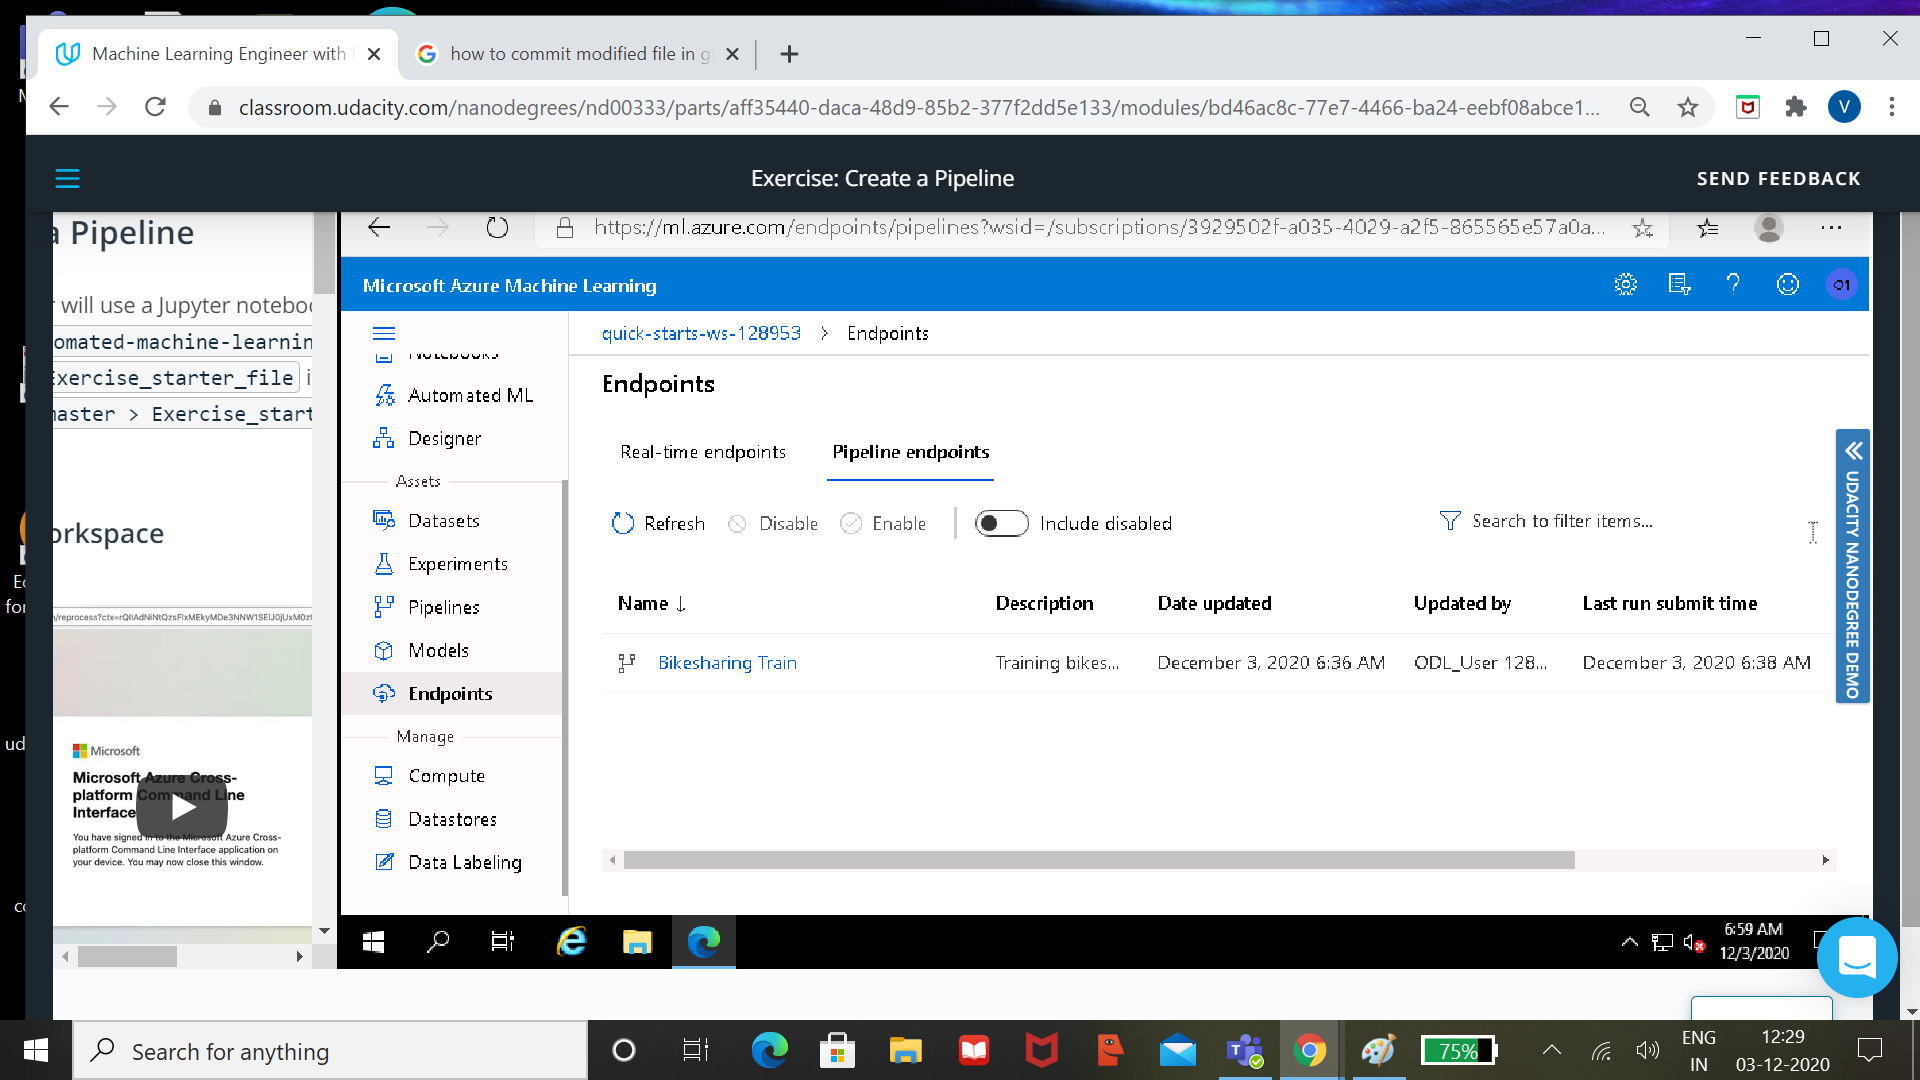 Machine Learning Engineer with
how to commit modified file in g
classroom.udacity.com/nanodegrees/nd00333/parts/aff35440-daca-48d9-85b2-377f2dd5e133/modules/bd46ac8c-77e7-4466-ba24-eebf08abce1...
V
Exercise: Create a Pipeline
SEND FEEDBACK
a Pipeline
will use a Jupyter noteboo
omated-machine-learnin
Exercise_starter_file i
master > Exercise_start
orkspace
Microsoft
Microsoft Azure Cross-
platform Command Line
Interface
You have signed in to the Microsoft Azure Cross-
platform Command Line Interface application on
your device. You may now close this window.
https://ml.azure.com/endpoints/pipelines?wsid=/subscriptions/3929502f-a035-4029-a2f5-865565e57a0a...
Microsoft Azure Machine Learning
?
O1
Notebooks
Automated ML
Designer
Assets
Datasets
Experiments
Pipelines
Models
Endpoints
Manage
Compute
Datastores
Data Labeling
quick-starts-ws-128953 > Endpoints
Endpoints
Real-time endpoints Pipeline endpoints
Refresh Disable Enable Include disabled Search to filter items...
Name ↓ Description Date updated Updated by Last run submit time
Bikesharing Train Training bikes... December 3, 2020 6:36 AM ODL_User 128... December 3, 2020 6:38 AM
UDACITY NANODEGREE DEMO
6:59 AM
12/3/2020
Search for anything
75%
ENG
IN
12:29
03-12-2020